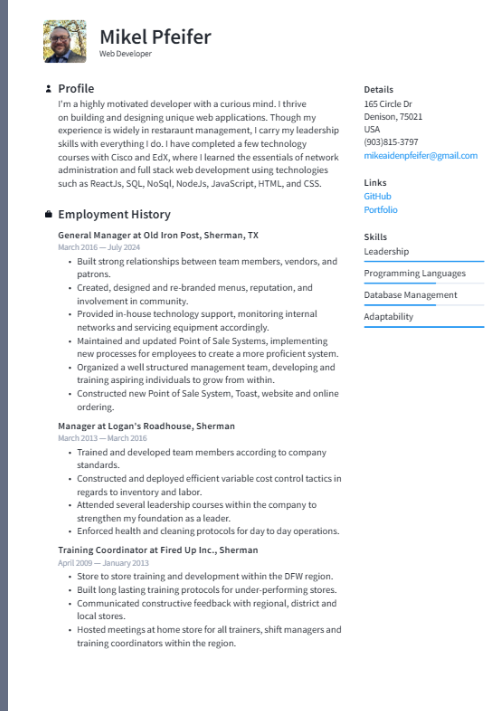 Mikel Pfeifer
Web Developer
Profile
I'm a highly motivated developer with a curious mind. I thrive
on building and designing unique web applications. Though my
experience is widely in restaraunt management, I carry my leadership
skills with everything I do. I have completed a few technology
courses with Cisco and EdX, where I learned the essentials of network
administration and full stack web development using technologies
such as ReactJs, SQL, NoSql, NodeJs, JavaScript, HTML, and CSS.
Employment History
General Manager at Old Iron Post, Sherman, TX
March 2016 — July 2024
• Built strong relationships between team members, vendors, and
patrons.
• Created, designed and re-branded menus, reputation, and
involvement in community.
• Provided in-house technology support, monitoring internal
networks and servicing equipment accordingly.
• Maintained and updated Point of Sale Systems, implementing
new processes for employees to create a more proficient system.
• Organized a well structured management team, developing and
training aspiring individuals to grow from within.
• Constructed new Point of Sale System, Toast, website and online
ordering.
Manager at Logan's Roadhouse, Sherman
March 2013 — March 2016
• Trained and developed team members according to company
standards.
• Constructed and deployed efficient variable cost control tactics in
regards to inventory and labor.
• Attended several leadership courses within the company to
strengthen my foundation as a leader.
• Enforced health and cleaning protocols for day to day operations.
Training Coordinator at Fired Up Inc., Sherman
April 2009 — January 2013
• Store to store training and development within the DFW region.
• Built long lasting training protocols for under-performing stores.
• Communicated constructive feedback with regional, district and
local stores.
• Hosted meetings at home store for all trainers, shift managers and
training coordinators within the region.
Details
165 Circle Dr
Denison, 75021
USA
(903)815-3797
mikeaidenpfeifer@gmail.com
Links
GitHub
Portfolio
Skills
Leadership
Programming Languages
Database Management
Adaptability